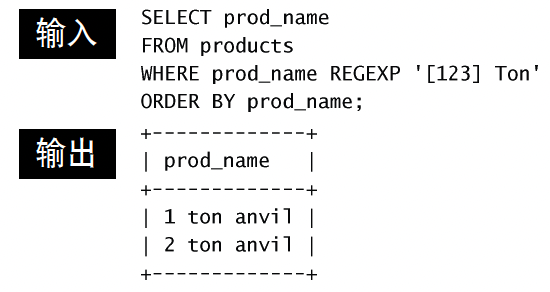 输入
SELECT prod_name
FROM products
WHERE prod_name REGEXP '[123] Ton'
ORDER BY prod_name;
输出
+-------------+
| prod_name   |
+-------------+
| 1 ton anvil |
| 2 ton anvil |
+-------------+